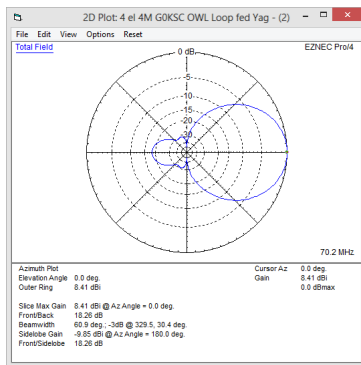 2D Plot: 4 el 4M G0KSC OWL Loop fed Yag - (2)
File Edit View Options Reset
Total Field
EZNEC Pro/4
0 dB
-5
-10
-15
-20
-30
70.2 MHz
Azimuth Plot
Elevation Angle 0.0 deg.
Outer Ring 8.41 dBi
Cursor Az 0.0 deg.
Gain 8.41 dBi
0.0 dBmax
Slice Max Gain 8.41 dBi @ Az Angle = 0.0 deg.
Front/Back 18.26 dB
Beamwidth 60.9 deg.; -3dB @ 329.5, 30.4 deg.
Sidelobe Gain -9.85 dBi @ Az Angle = 180.0 deg.
Front/Sidelobe 18.26 dB